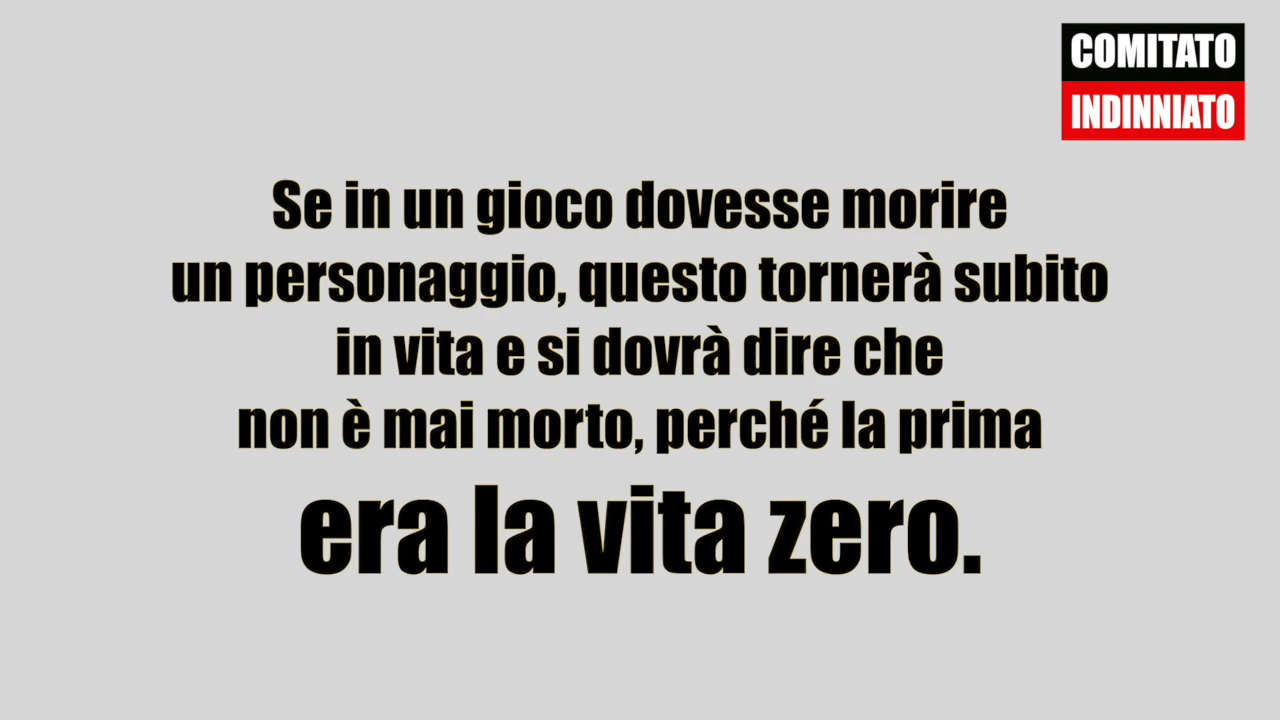 COMITATO
INDINNIATO
Se in un gioco dovesse morire
un personaggio, questo tornerà subito
in vita e si dovrà dire che
non è mai morto, perché la prima
era la vita zero.